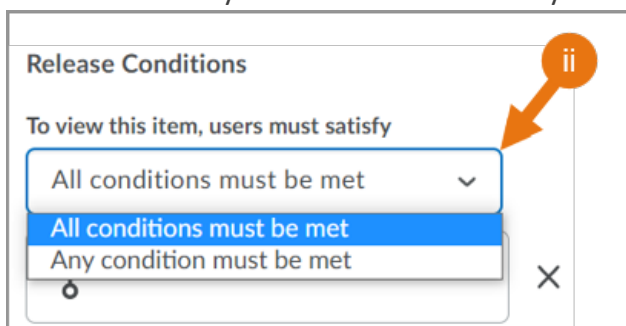 Release Conditions
ii
To view this item, users must satisfy
All conditions must be met
All conditions must be met
Any condition must be met